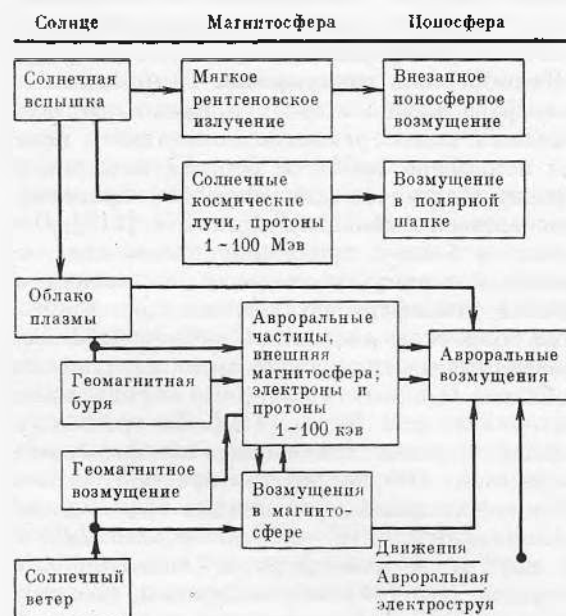 Солнце Магнитосфера Ионосфера
Солнечная
вспышка
Мягкое
рентгеновское
излучение
Внезапное
ионосферное
возмущение
Солнечные
космические
лучи, протоны
1~100 Мэв
Возмущение
в полярной
шапке
Облако
плазмы
Авроральные
частицы,
внешняя
магнитосфера;
электроны и
протоны
1~100 кэв
Авроральные
возмущения
Геомагнитная
буря
Геомагнитное
возмущение
Возмущения
в магнито-
сфере
Солнечный
ветер
Движения
Авроральная
электроструя